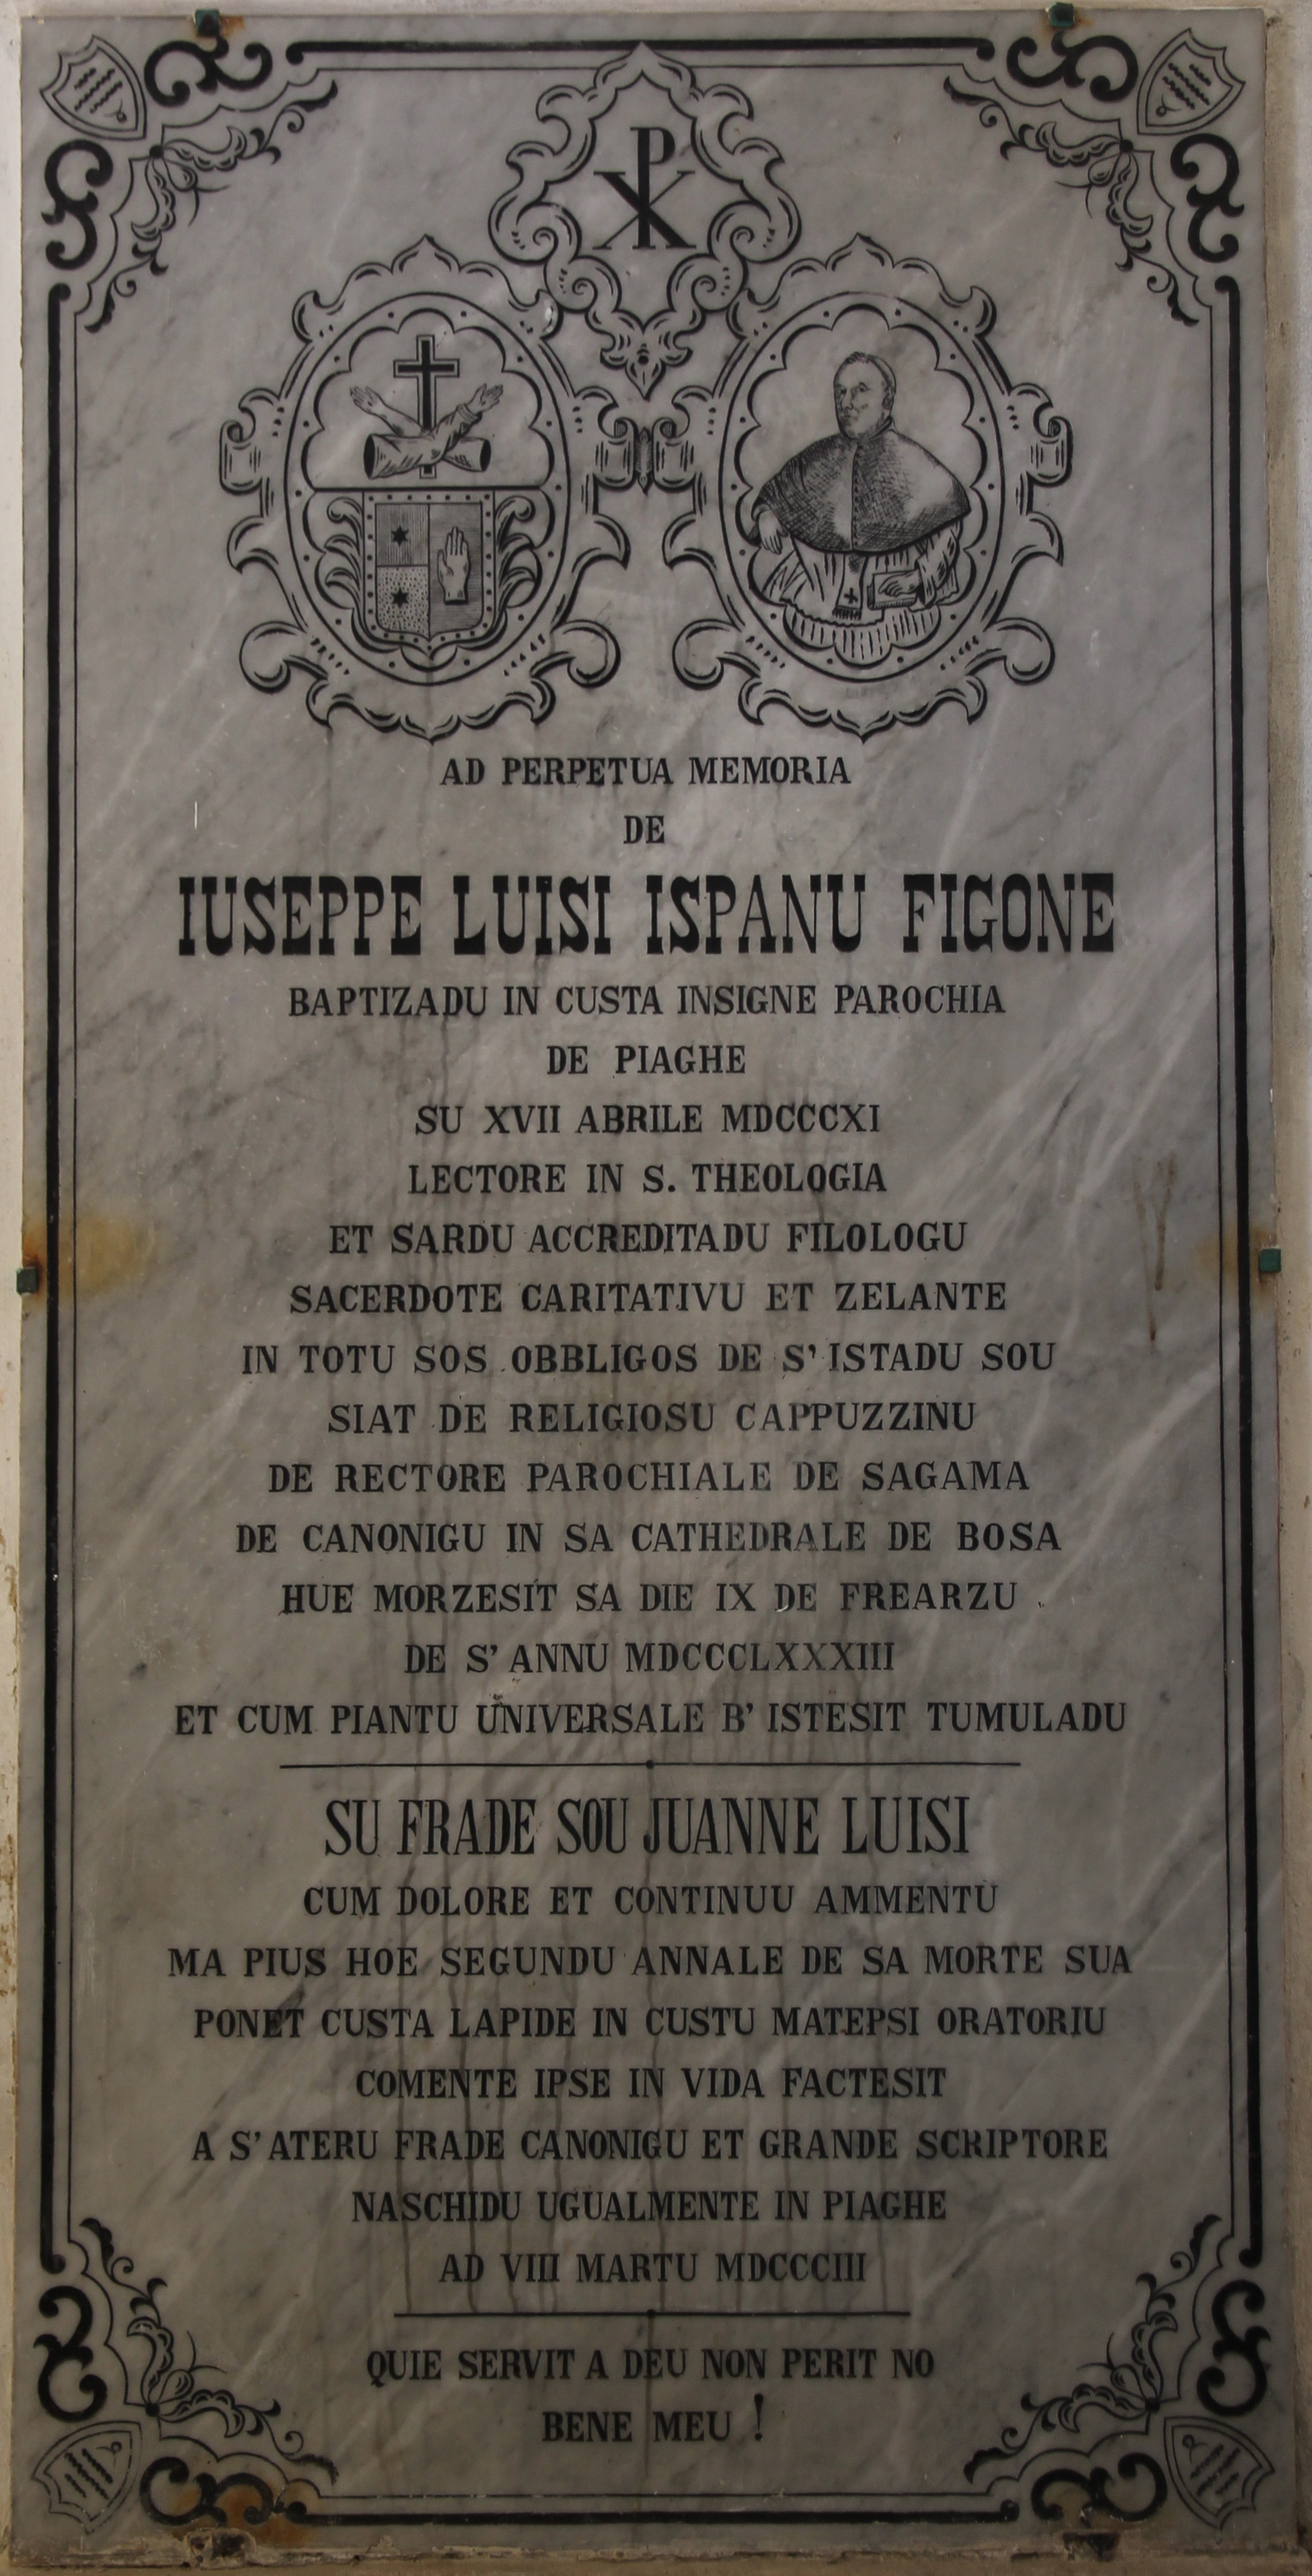 AD PERPETUA MEMORIA
DE
IUSEPPE LUISI ISPANU FIGONE
BAPTIZADU IN CUSTA INSIGNE PAROCHIA
DE PIAGHE
SU XVII ABRILE MDCCCXI
LECTORE IN S. THEOLOGIA
ET SARDU ACCREDITADU FILOLOGU
SACERDOTE CARITATIVU ET ZELANTE
IN TOTU SOS OBBLIGOS DE S' ISTADU SOU
SIAT DE RELIGIOSU CAPPUZZINU
DE RECTORE PAROCHIALE DE SAGAMA
DE CANONIGU IN SA CATHEDRALE DE BOSA
HUE MORZESIT SA DIE IX DE FREARZU
DE S' ANNU MDCCCLXXXIII
ET CUM PIANTU UNIVERSALE B' ISTESIT TUMULADU
SU FRADE SOU JUANNE LUISI
CUM DOLORE ET CONTINUU AMMENTU
MA PIUS HOE SEGUNDU ANNALE DE SA MORTE SUA
PONET CUSTA LAPIDE IN CUSTU MATEPSI ORATORIU
COMENTE IPSE IN VIDA FACTESIT
A S' ATERU FRADE CANONIGU ET GRANDE SCRIPTORE
NASCHIDU UGUALMENTE IN PIAGHE
AD VIII MARTU MDCCCIII
QUIE SERVIT A DEU NON PERIT NO
BENE MEU !